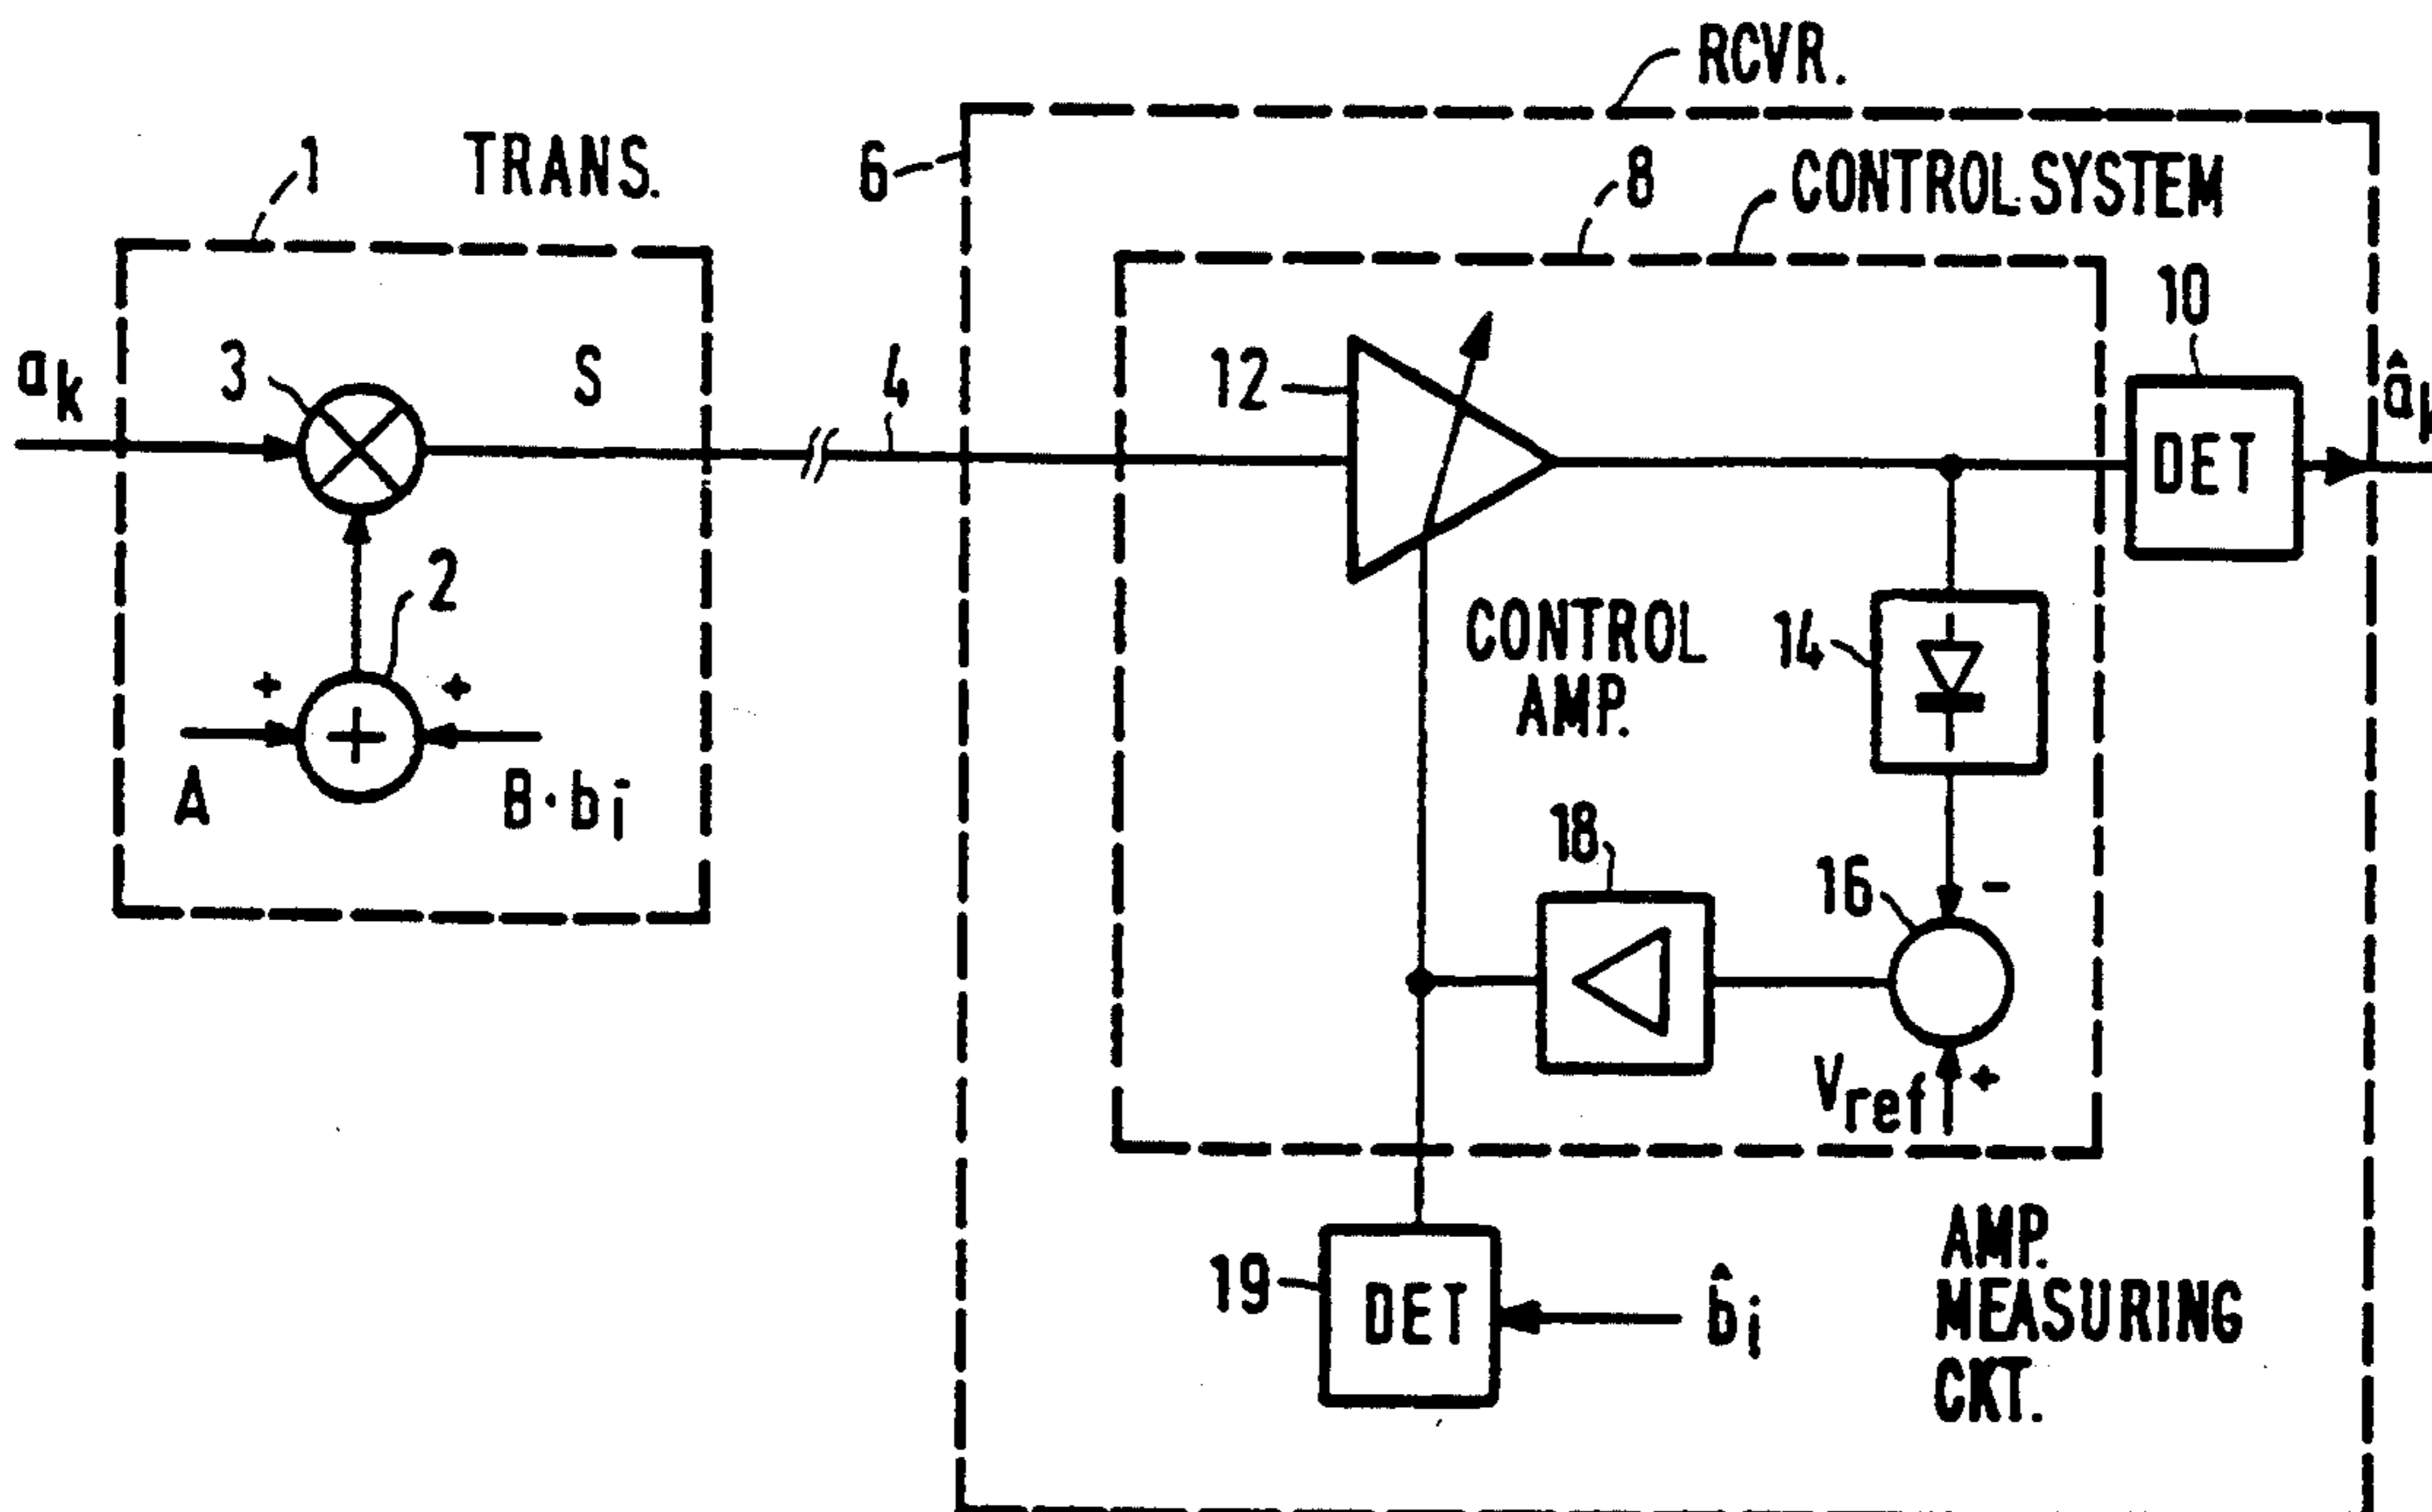 RCVR.
1 TRANS.
6
8 CONTROL SYSTEM
10
a_k
3
S
4
12
â
DET
2
+ +
+
CONTROL
AMP.
14
A
B·b_i
18
16
-
V_ref +
19
DET
b̂_i
AMP.
MEASURING
CKT.